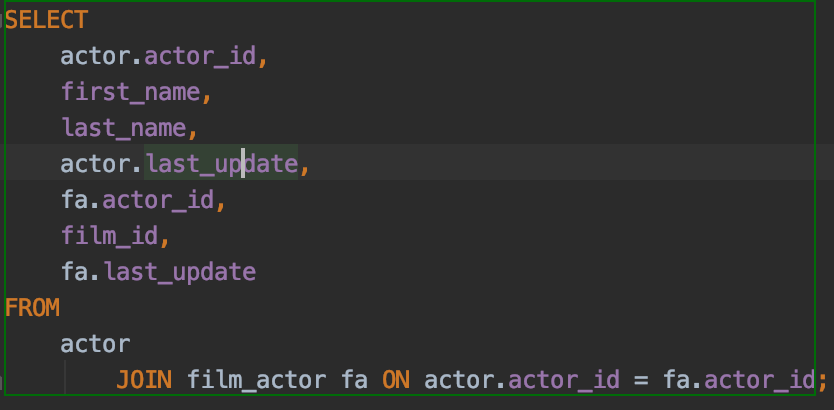 SELECT
actor.actor_id,
first_name,
last_name,
actor.last_update,
fa.actor_id,
film_id,
fa.last_update
FROM
actor
JOIN film_actor fa ON actor.actor_id = fa.actor_id;